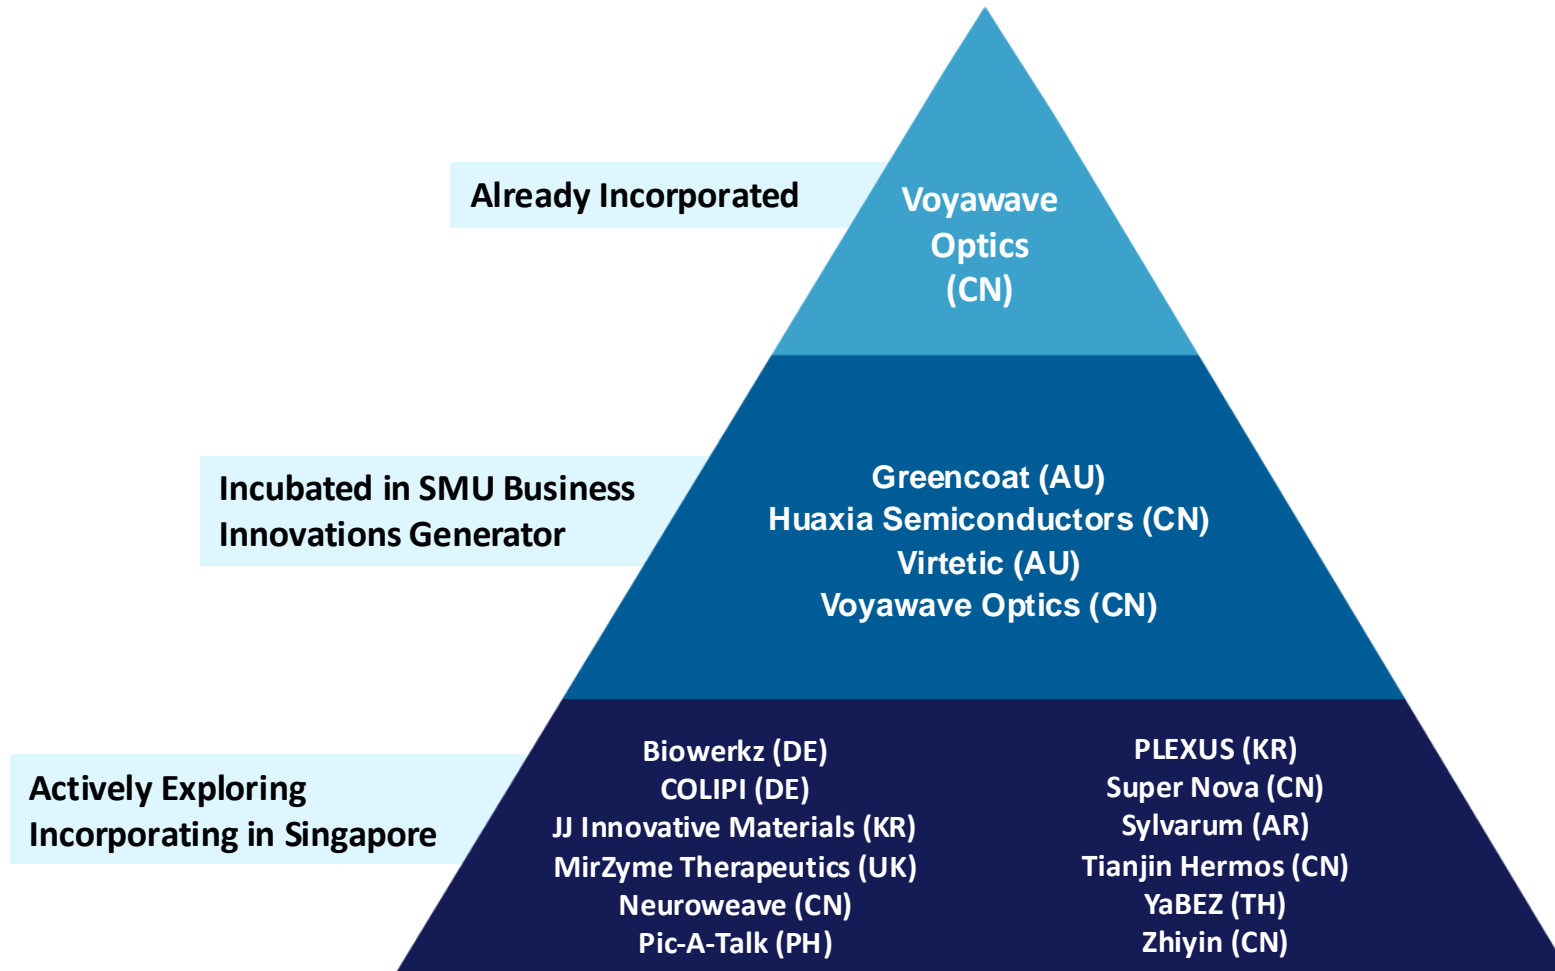 Already Incorporated
Voyawave
Optics
(CN)
Incubated in SMU Business
Innovations Generator
Greencoat (AU)
Huaxia Semiconductors (CN)
Virtetic (AU)
Voyawave Optics (CN)
Actively Exploring
Incorporating in Singapore
Biowerkz (DE)
COLIPI (DE)
JJ Innovative Materials (KR)
MirZyme Therapeutics (UK)
Neuroweave (CN)
Pic-A-Talk (PH)
PLEXUS (KR)
Super Nova (CN)
Sylvarum (AR)
Tianjin Hermos (CN)
YaBEZ (TH)
Zhiyin (CN)